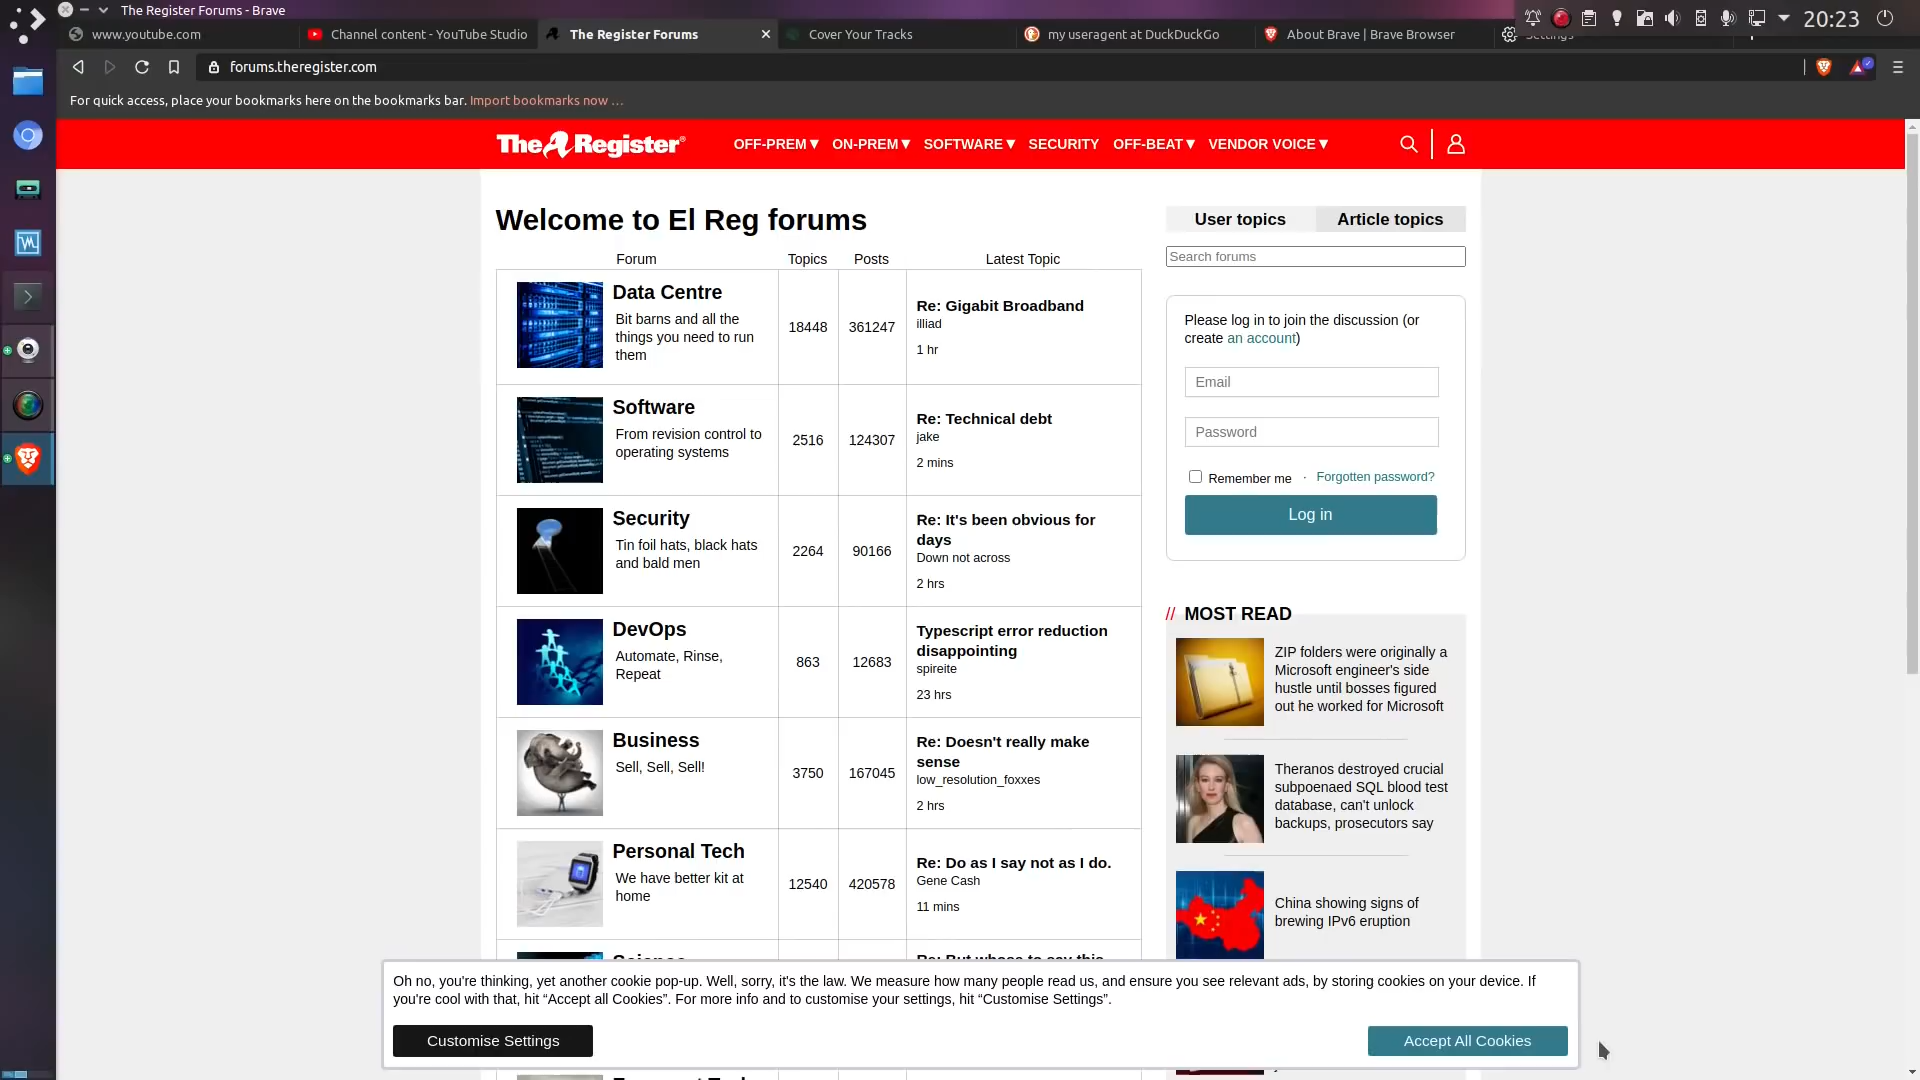 The Register Forums - Brave
20:23
www.youtube.com
Channel content - YouTube Studio
The Register Forums
Cover Your Tracks
my useragent at DuckDuckGo
About Brave | Brave Browser
Settings
forums.theregister.com
For quick access, place your bookmarks here on the bookmarks bar. Import bookmarks now …
The Register®
OFF-PREM▼ ON-PREM▼ SOFTWARE▼ SECURITY OFF-BEAT▼ VENDOR VOICE▼
Welcome to El Reg forums
Forum Topics Posts Latest Topic
Data Centre
Bit barns and all the
things you need to run
them
18448
361247
Re: Gigabit Broadband
illiad
1 hr
Software
From revision control to
operating systems
2516
124307
Re: Technical debt
jake
2 mins
Security
Tin foil hats, black hats
and bald men
2264
90166
Re: It's been obvious for
days
Down not across
2 hrs
DevOps
Automate, Rinse,
Repeat
863
12683
Typescript error reduction
disappointing
spireite
23 hrs
Business
Sell, Sell, Sell!
3750
167045
Re: Doesn't really make
sense
low_resolution_foxxes
2 hrs
Personal Tech
We have better kit at
home
12540
420578
Re: Do as I say not as I do.
Gene Cash
11 mins
User topics Article topics
Search forums
Please log in to join the discussion (or
create an account)
Email
Password
Remember me · Forgotten password?
Log in
// MOST READ
ZIP folders were originally a
Microsoft engineer's side
hustle until bosses figured
out he worked for Microsoft
Theranos destroyed crucial
subpoenaed SQL blood test
database, can't unlock
backups, prosecutors say
China showing signs of
brewing IPv6 eruption
Oh no, you're thinking, yet another cookie pop-up. Well, sorry, it's the law. We measure how many people read us, and ensure you see relevant ads, by storing cookies on your device. If
you're cool with that, hit “Accept all Cookies”. For more info and to customise your settings, hit “Customise Settings”.
Customise Settings
Accept All Cookies